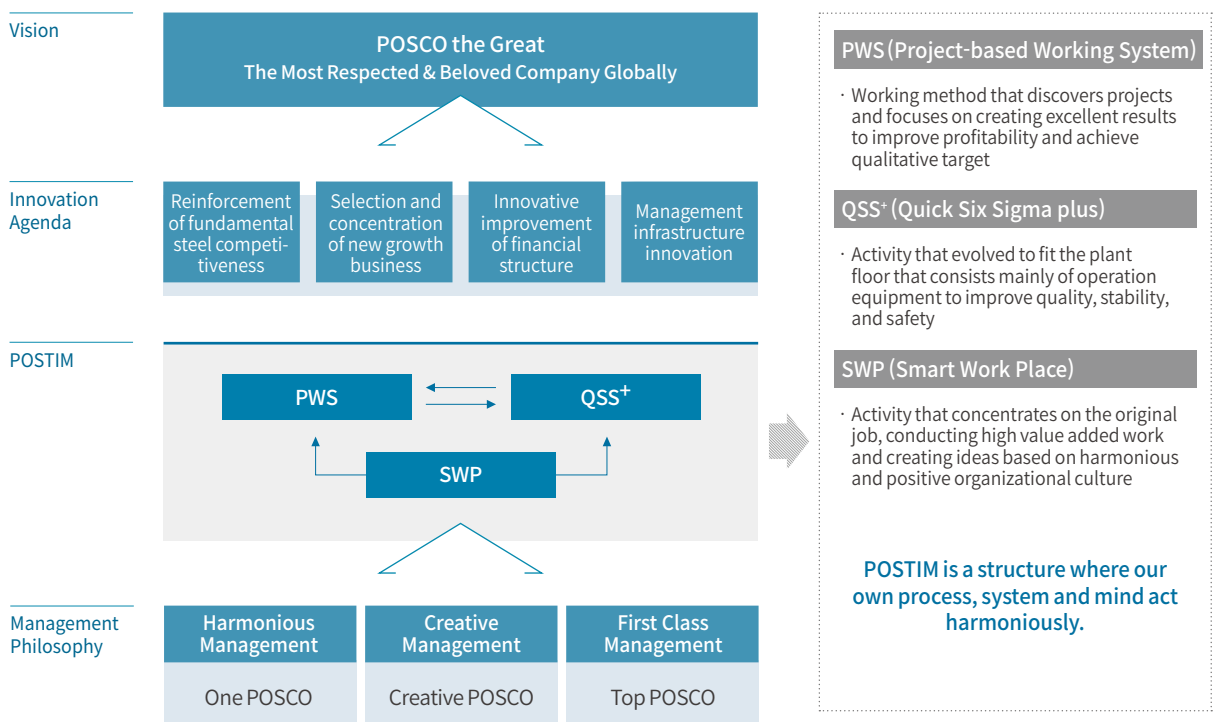 Vision
POSCO the Great
The Most Respected & Beloved Company Globally
Innovation
Agenda
Reinforcement
of fundamental
steel competi-
tiveness
Selection and
concentration
of new growth
business
Innovative
improvement
of financial
structure
Management
infrastructure
innovation
POSTIM
PWS
QSS+
SWP
Management
Philosophy
Harmonious
Management
One POSCO
Creative
Management
Creative POSCO
First Class
Management
Top POSCO
PWS (Project-based Working System)
· Working method that discovers projects
and focuses on creating excellent results
to improve profitability and achieve
qualitative target
QSS+ (Quick Six Sigma plus)
· Activity that evolved to fit the plant
floor that consists mainly of operation
equipment to improve quality, stability,
and safety
SWP (Smart Work Place)
· Activity that concentrates on the original
job, conducting high value added work
and creating ideas based on harmonious
and positive organizational culture
POSTIM is a structure where our
own process, system and mind act
harmoniously.